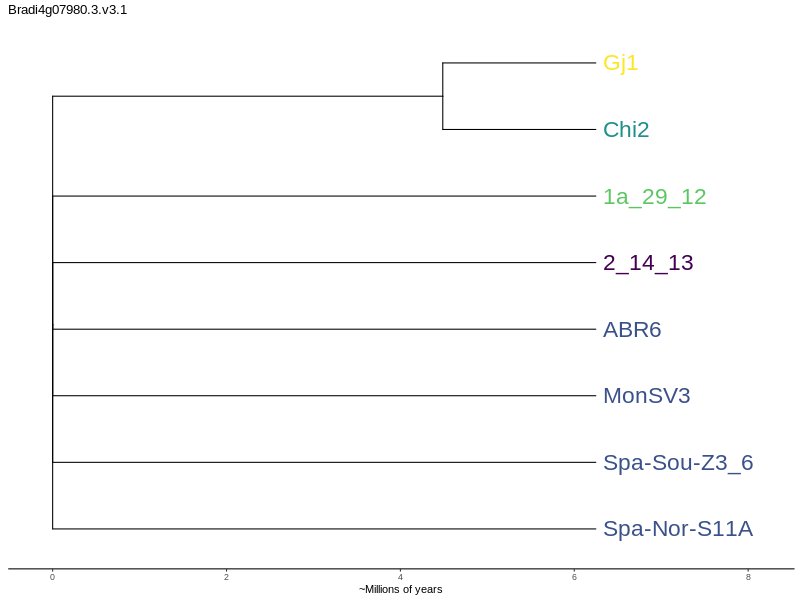 Bradi4g07980.3.v3.1
Gj1
Chi2
1a_29_12
2_14_13
ABR6
MonSV3
Spa-Sou-Z3_6
Spa-Nor-S11A
0 2 4 6 8
~Millions of years